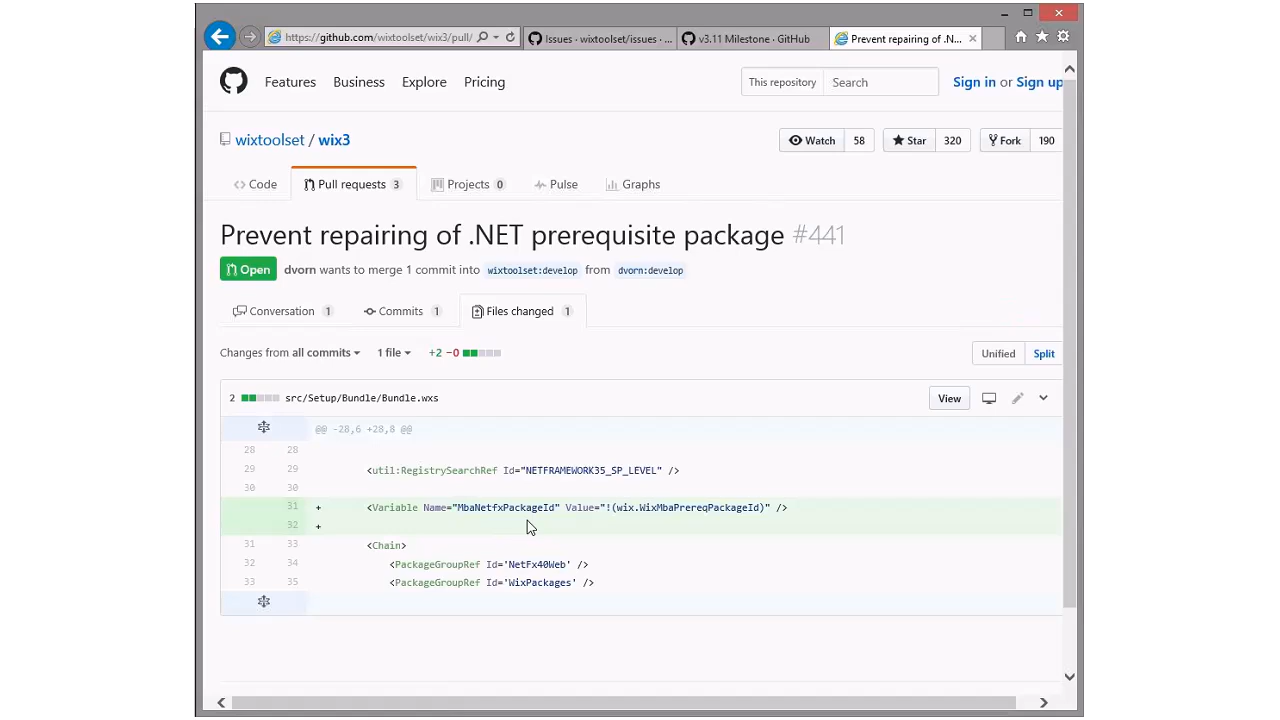 https://github.com/wixtoolset/wix3/pull/
Issues · wixtoolset/issues · ...
v3.11 Milestone · GitHub
Prevent repairing of .N...
Features Business Explore Pricing
This repository Search
Sign in or Sign up
wixtoolset / wix3
Watch 58 Star 320 Fork 190
<> Code Pull requests 3 Projects 0 Pulse Graphs
Prevent repairing of .NET prerequisite package #441
Open dvorn wants to merge 1 commit into wixtoolset:develop from dvorn:develop
Conversation 1 Commits 1 Files changed 1
Changes from all commits 1 file +2 −0
Unified Split
2 src/Setup/Bundle/Bundle.wxs View
@@ -28,6 +28,8 @@
28 28
29 29 <util:RegistrySearchRef Id="NETFRAMEWORK35_SP_LEVEL" />
30 30
31 + <Variable Name="MbaNetfxPackageId" Value="!(wix.WixMbaPrereqPackageId)" />
32 +
31 33 <Chain>
32 34 <PackageGroupRef Id='NetFx40Web' />
33 35 <PackageGroupRef Id='WixPackages' />